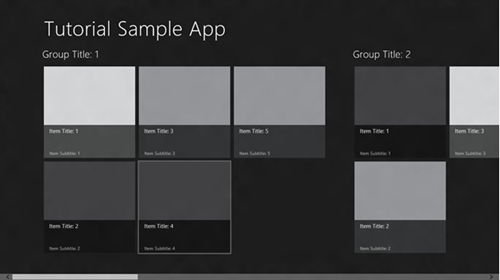 Tutorial Sample App
Group Title: 1
Item Title: 1
Item Subtitle: 1
Item Title: 3
Item Subtitle: 3
Item Title: 5
Item Subtitle: 5
Item Title: 2
Item Subtitle: 2
Item Title: 4
Item Subtitle: 4
Group Title: 2
Item Title: 1
Item Subtitle: 1
Item Title: 3
Item Subtitle: 3
Item Title: 2
Item Subtitle: 2